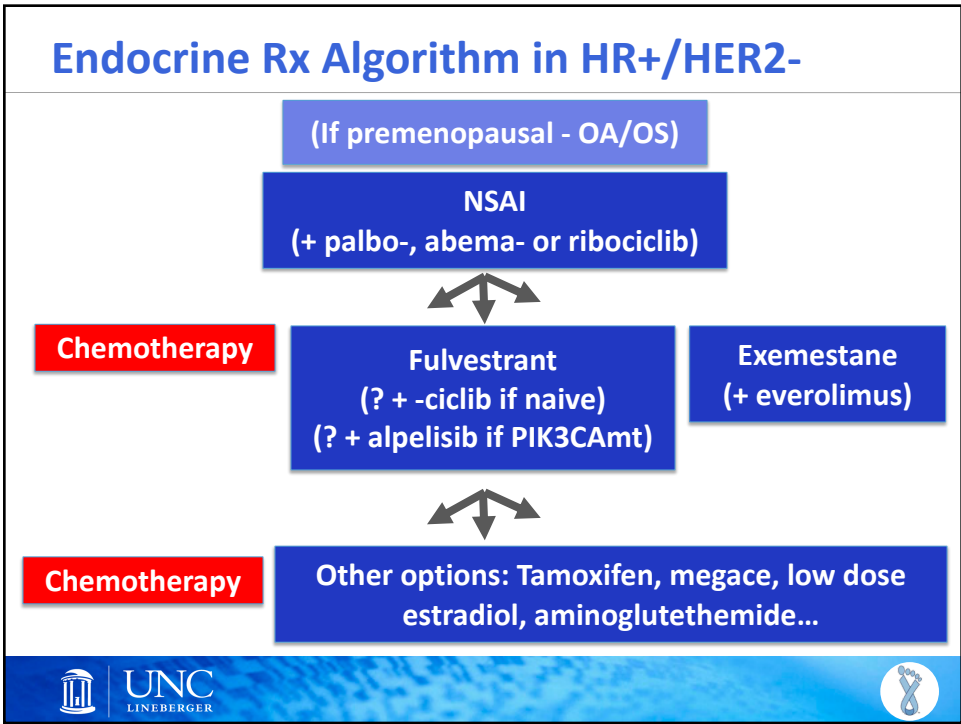 Endocrine Rx Algorithm in HR+/HER2-
(If premenopausal - OA/OS)
NSAI
(+ palbo-, abema- or ribociclib)
Chemotherapy
Fulvestrant
(? + -ciclib if naive)
(? + alpelisib if PIK3CAmt)
Exemestane
(+ everolimus)
Chemotherapy
Other options: Tamoxifen, megace, low dose
estradiol, aminoglutethemide…
UNC
LINEBERGER